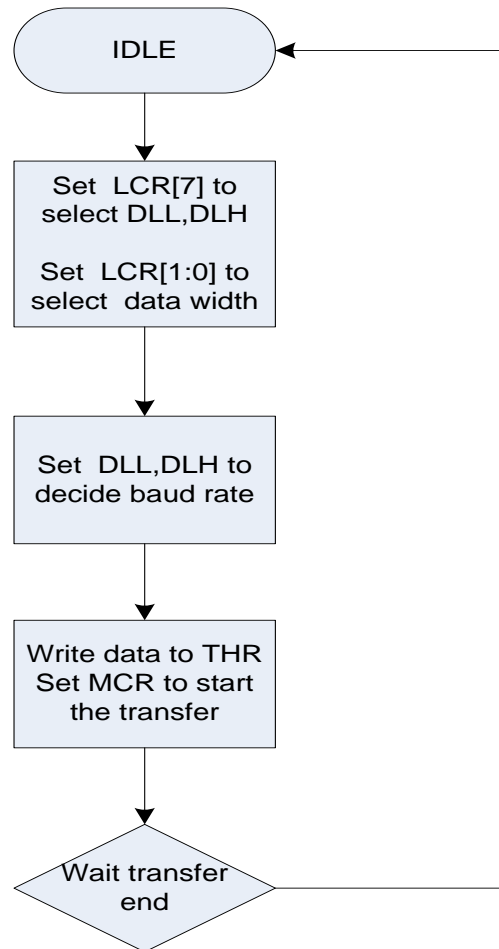 IDLE
Set LCR[7] to
select DLL,DLH
Set LCR[1:0] to
select data width
Set DLL,DLH to
decide baud rate
Write data to THR
Set MCR to start
the transfer
Wait transfer
end